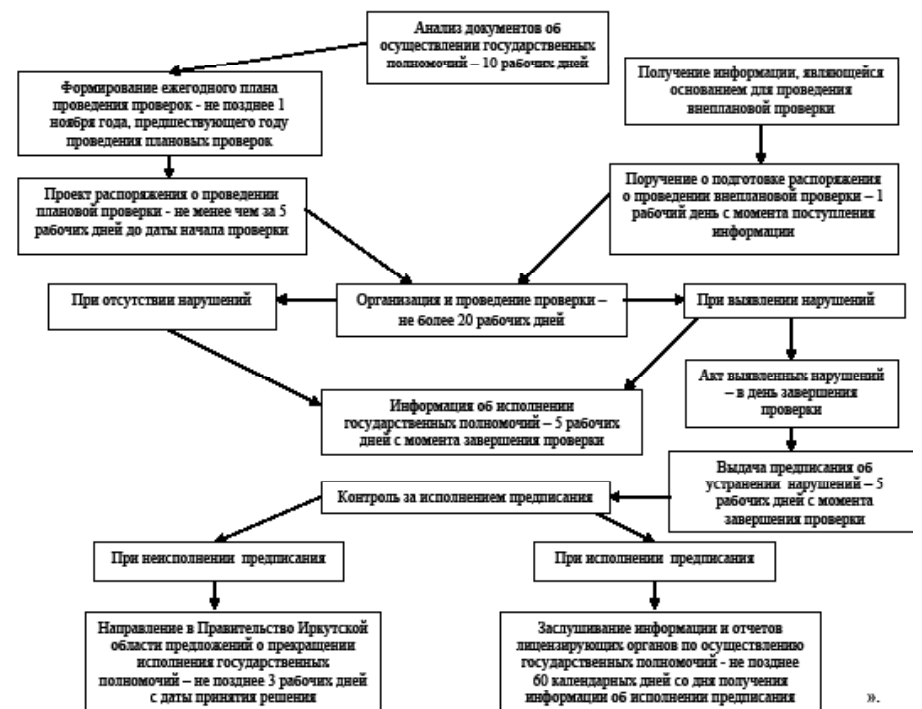 Анализ документов об
осуществлении государственных
полномочий – 10 рабочих дней
Формирование ежегодного плана
проведения проверок - не позднее 1
ноября года, предшествующего году
проведения плановых проверок
Получение информации, являющейся
основанием для проведения
внеплановой проверки
Проект распоряжения о проведении
плановой проверки - не менее чем за 5
рабочих дней до даты начала проверки
Поручение о подготовке распоряжения
о проведении внеплановой проверки – 1
рабочий день с момента поступления
информации
При отсутствии нарушений
Организация и проведение проверки –
не более 20 рабочих дней
При выявлении нарушений
Акт выявленных нарушений
– в день завершения
проверки
Информация об исполнении
государственных полномочий – 5 рабочих
дней с момента завершения проверки
Выдача предписания об
устранении нарушений – 5
рабочих дней с момента
завершения проверки
Контроль за исполнением предписания
При неисполнении предписания
При исполнении предписания
Направление в Правительство Иркутской
области предложений о прекращении
исполнения государственных
полномочий – не позднее 3 рабочих дней
с даты принятия решения
Заслушивание информации и отчетов
лицензирующих органов по осуществлению
государственных полномочий - не позднее
60 календарных дней со дня получения
информации об исполнении предписания
».